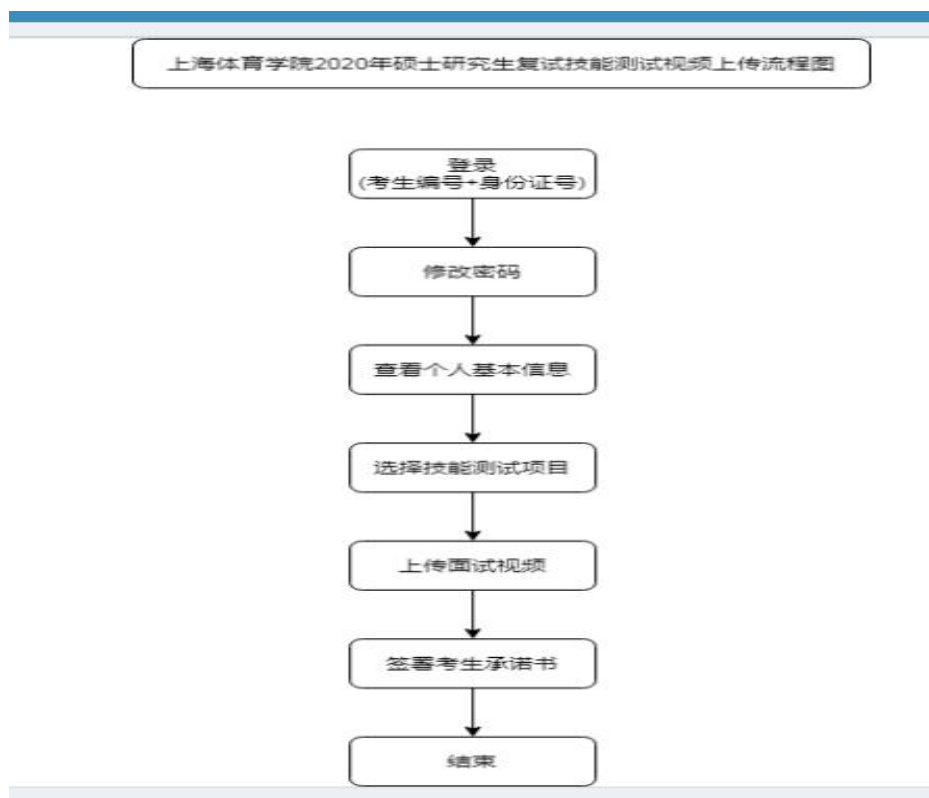 上海体育学院2020年硕士研究生复试技能测试视频上传流程图
登录
(考生编号+身份证号)
修改密码
查看个人基本信息
选择技能测试项目
上传面试视频
签署考生承诺书
结束